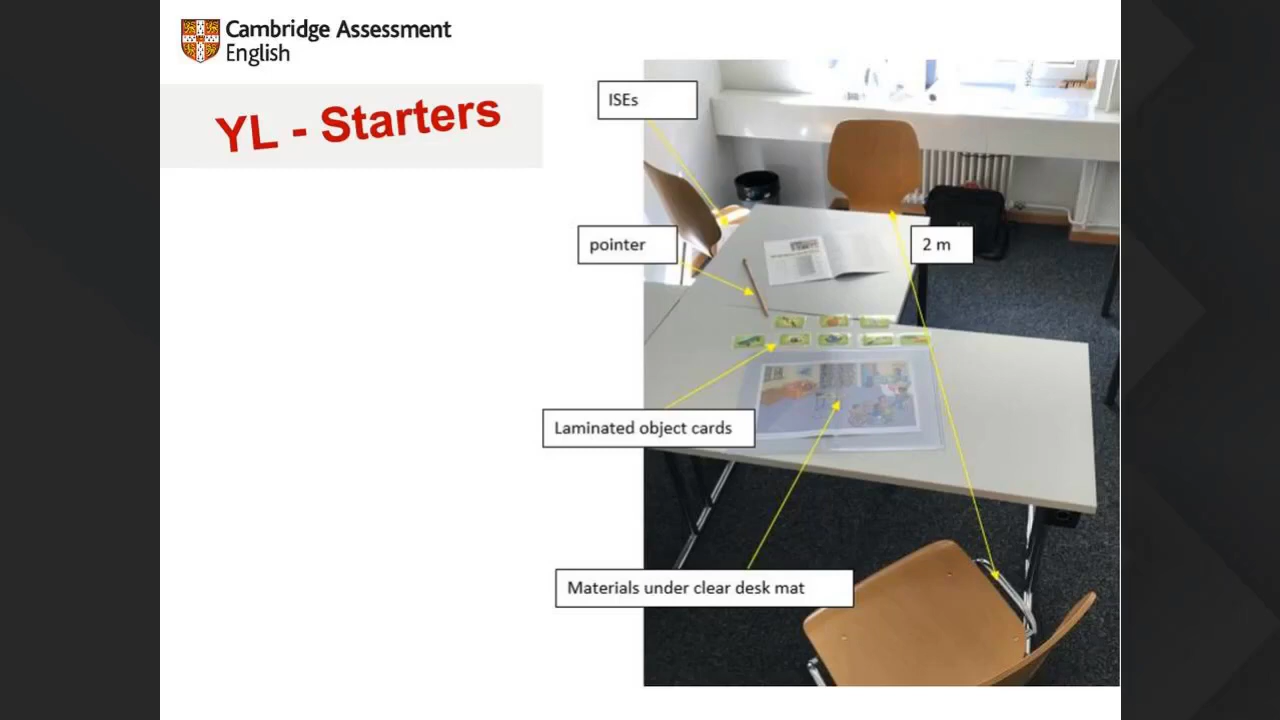 Cambridge Assessment
English
YL - Starters
ISEs
pointer
2 m
Laminated object cards
Materials under clear desk mat